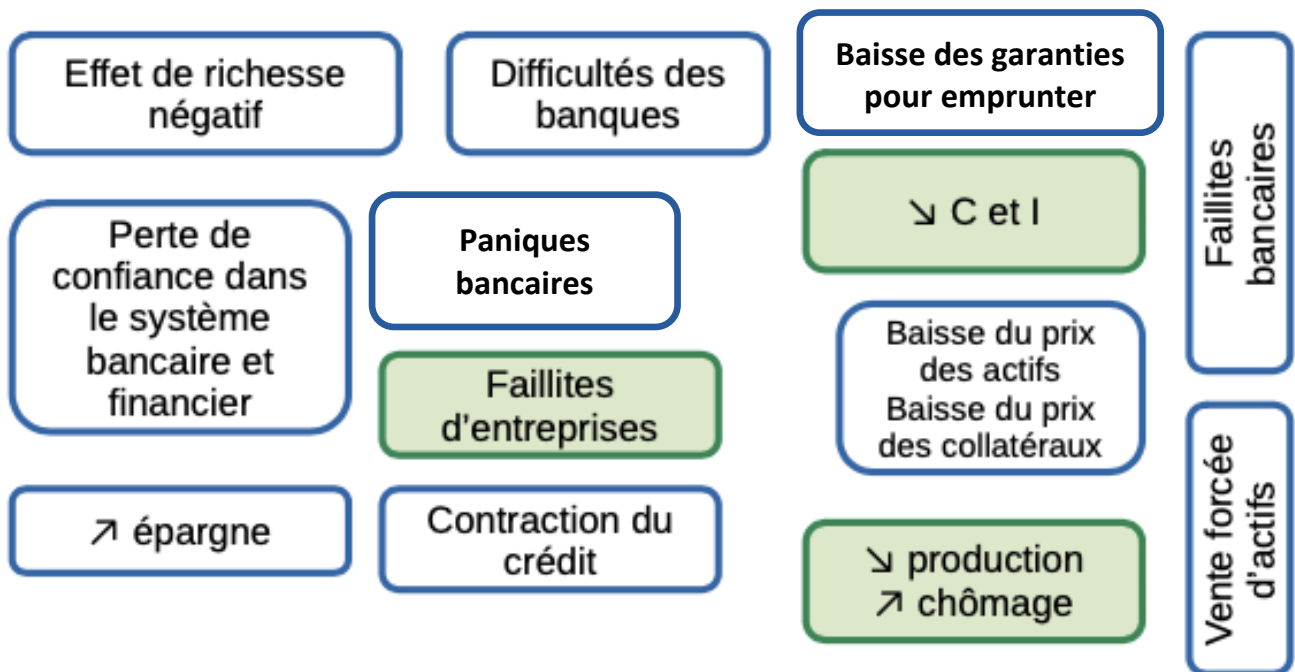 Effet de richesse
négatif
Difficultés des
banques
Baisse des garanties
pour emprunter
Faillites
bancaires
↘ C et I
Perte de
confiance dans
le système
bancaire et
financier
Paniques
bancaires
Baisse du prix
des actifs
Baisse du prix
des collatéraux
Faillites
d’entreprises
Vente forcée
d’actifs
↗ épargne
Contraction du
crédit
↘ production
↗ chômage